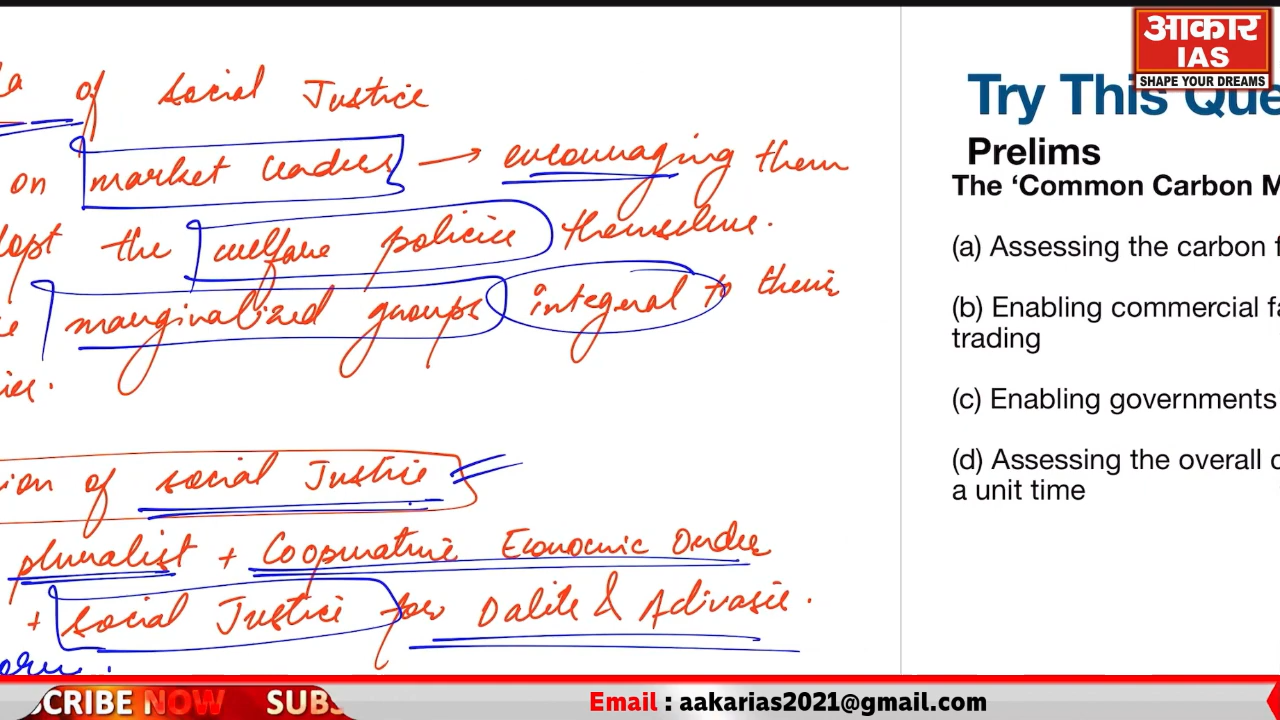 of social Justice
on market leaders → encouraging them
the welfare policies themselves.
marginalized groups integral to their
of social Justice
pluralist + Cooperative Economic Order
+ social Justice for Dalits & Adivasis.
आकार
IAS
SHAPE YOUR DREAMS
Try This Que
Prelims
The ‘Common Carbon M
(a) Assessing the carbon f
(b) Enabling commercial fa
trading
(c) Enabling governments
(d) Assessing the overall c
a unit time
CRIBE NOW SUBS
Email : aakarias2021@gmail.com